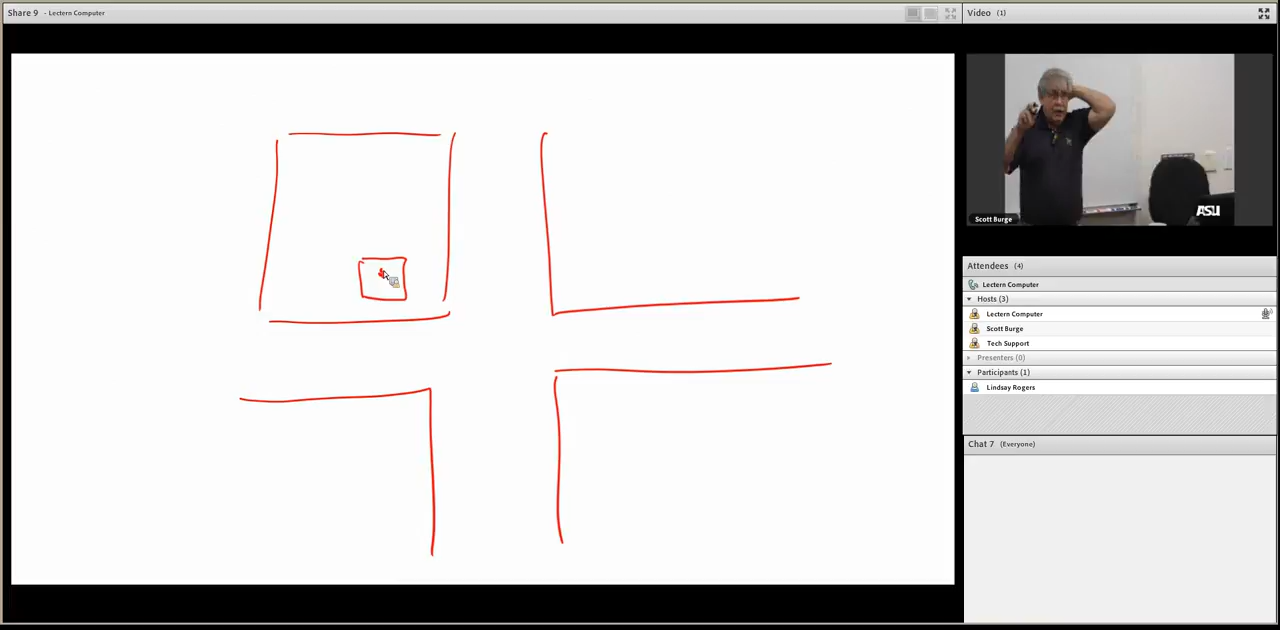 Share 9 - Lectern Computer
Video (1)
Scott Burge
ASU
Attendees (4)
Lectern Computer
Hosts (3)
Lectern Computer
Scott Burge
Tech Support
Presenters (0)
Participants (1)
Lindsay Rogers
Chat 7 (Everyone)